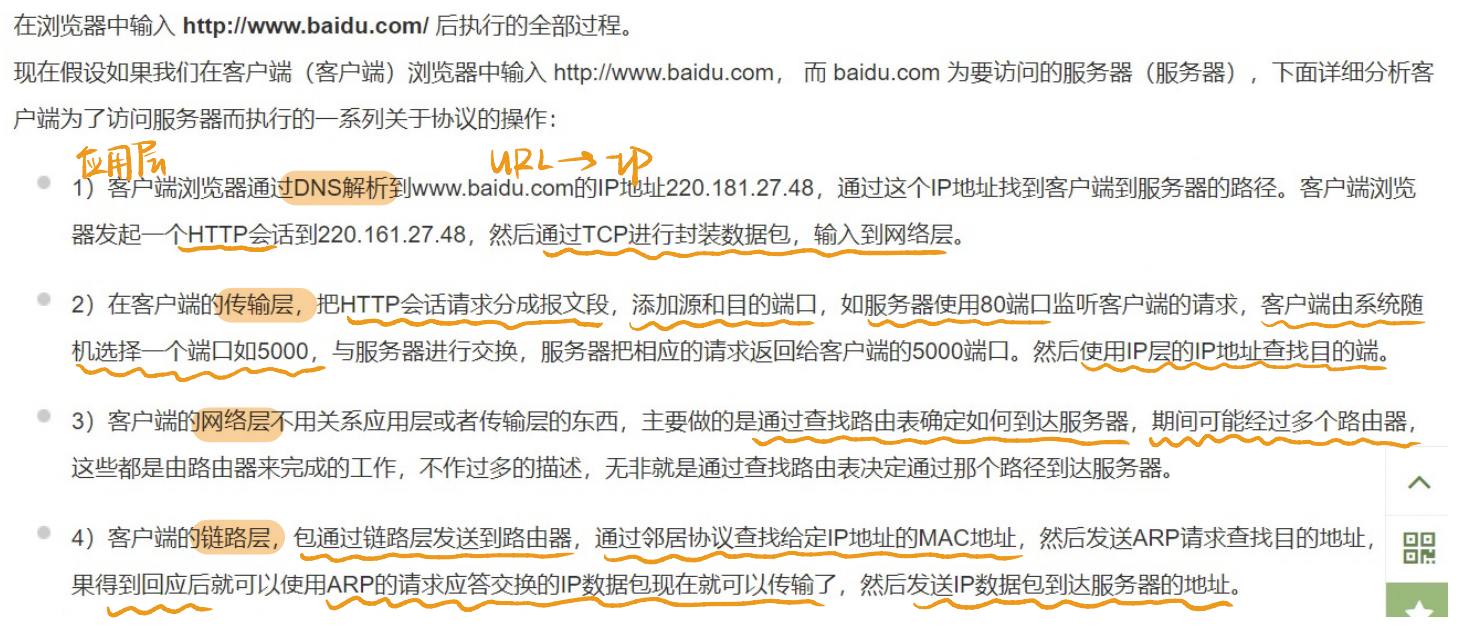 在浏览器中输入 http://www.baidu.com/ 后执行的全部过程。
现在假设如果我们在客户端（客户端）浏览器中输入 http://www.baidu.com， 而 baidu.com 为要访问的服务器（服务器），下面详细分析客
户端为了访问服务器而执行的一系列关于协议的操作：
应用层 URL→IP
1）客户端浏览器通过DNS解析到www.baidu.com的IP地址220.181.27.48，通过这个IP地址找到客户端到服务器的路径。客户端浏览
器发起一个HTTP会话到220.161.27.48，然后通过TCP进行封装数据包，输入到网络层。
2）在客户端的传输层，把HTTP会话请求分成报文段，添加源和目的端口，如服务器使用80端口监听客户端的请求，客户端由系统随
机选择一个端口如5000，与服务器进行交换，服务器把相应的请求返回给客户端的5000端口。然后使用IP层的IP地址查找目的端。
3）客户端的网络层不用关系应用层或者传输层的东西，主要做的是通过查找路由表确定如何到达服务器，期间可能经过多个路由器，
这些都是由路由器来完成的工作，不作过多的描述，无非就是通过查找路由表决定通过那个路径到达服务器。
4）客户端的链路层，包通过链路层发送到路由器，通过邻居协议查找给定IP地址的MAC地址，然后发送ARP请求查找目的地址，
果得到回应后就可以使用ARP的请求应答交换的IP数据包现在就可以传输了，然后发送IP数据包到达服务器的地址。